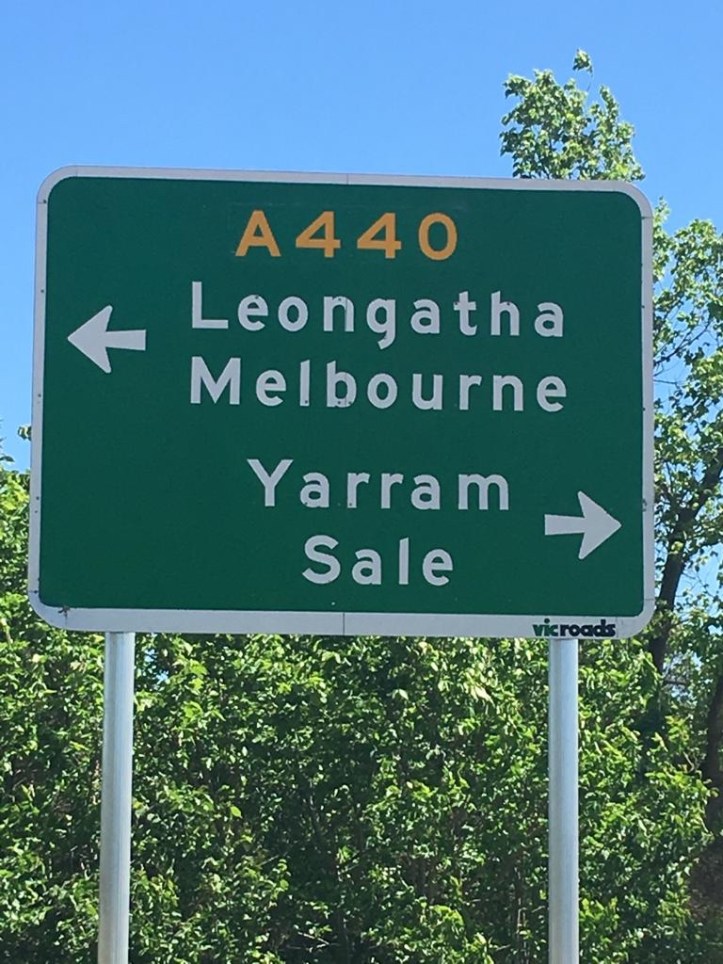 A440
Leongatha
Melbourne
Yarram
Sale
vicroads